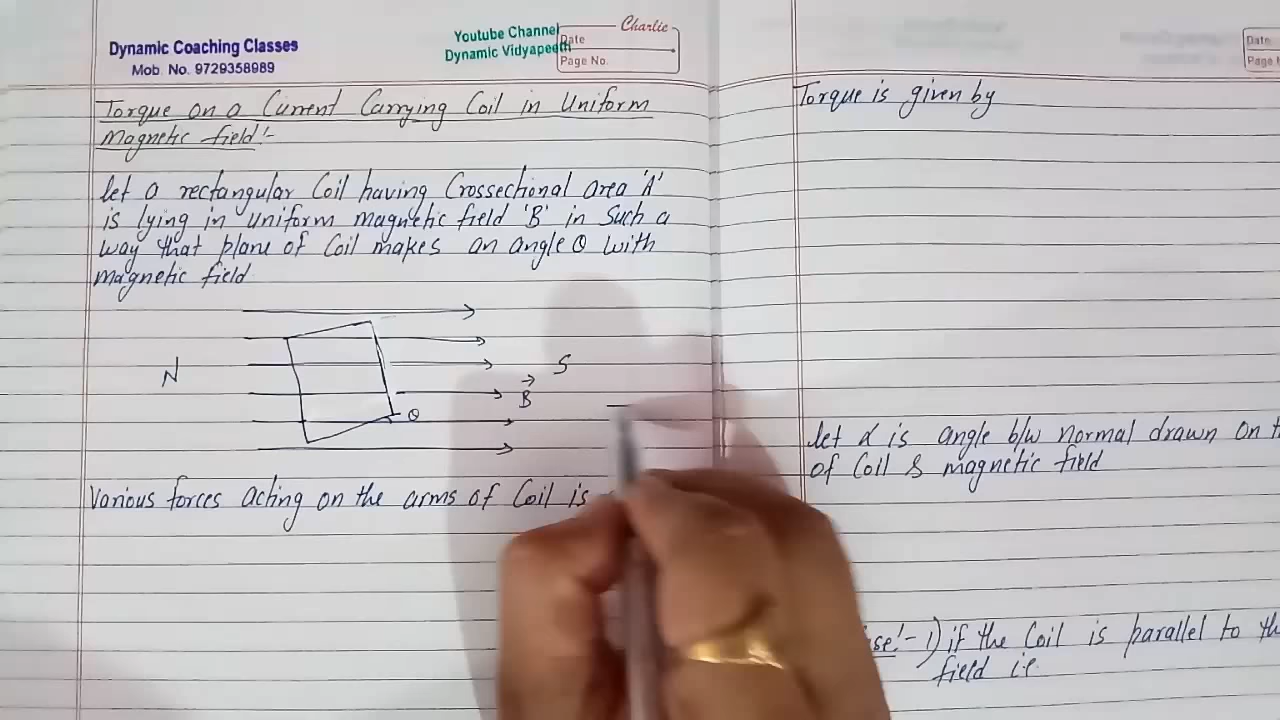 Dynamic Coaching Classes
Mob. No. 9729358989
Youtube Channel
Dynamic Vidyapeeth
Charlie
Date
Page No.
Torque on a Current Carrying Coil in Uniform
Magnetic field:-
let a rectangular Coil having Crossectional area 'A'
is lying in uniform magnetic field 'B' in Such a
way that plane of Coil makes an angle θ with
magnetic field
N
S
B
θ
Various forces acting on the arms of Coil is
Date
Page
Torque is given by
let α is angle b/w normal drawn on
of Coil & magnetic field
1) if the Coil is parallel to
field i.e.